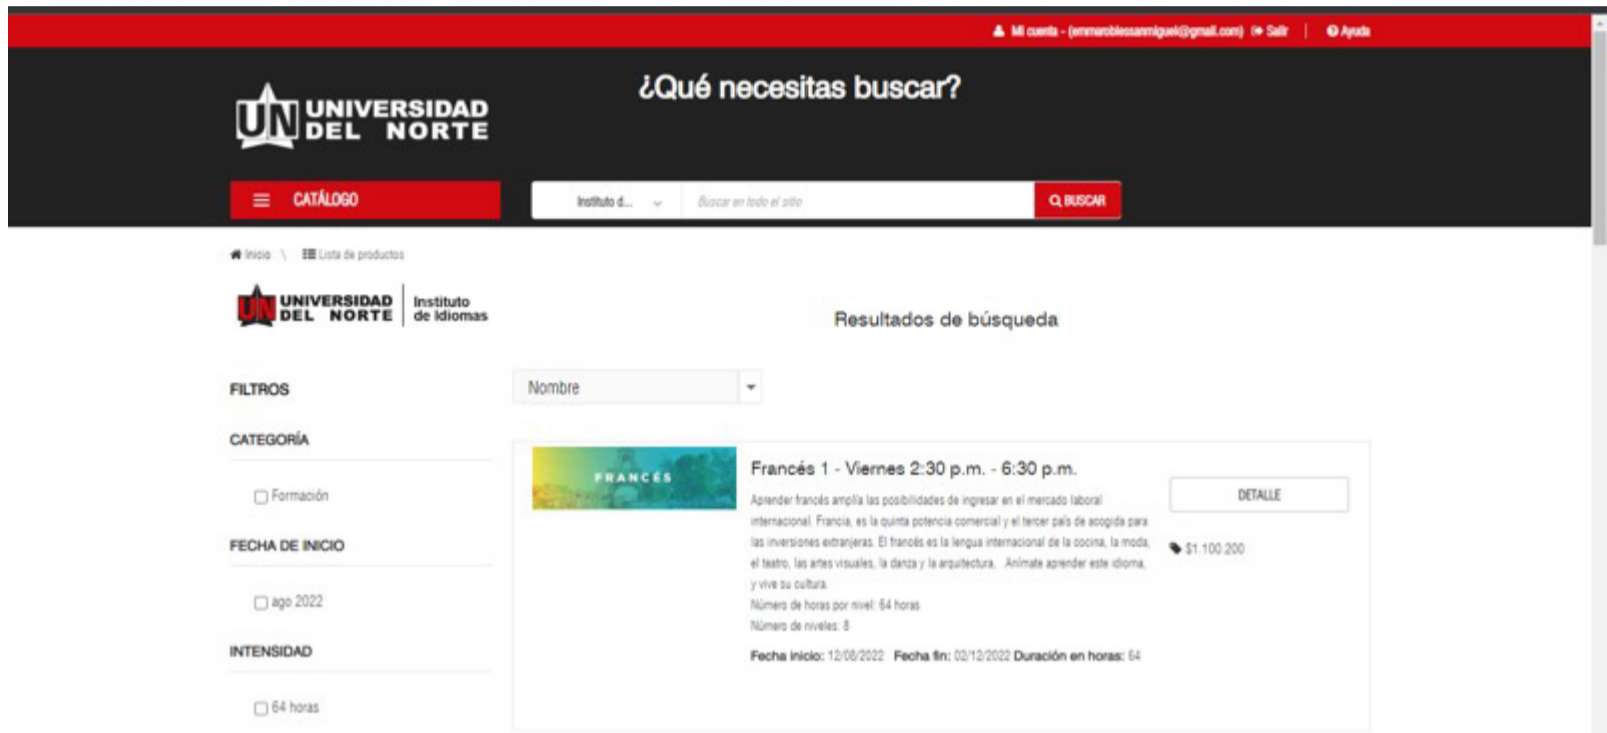 Mi cuenta - (emmaroblessanmiguel@gmail.com) Salir | Ayuda
¿Qué necesitas buscar?
UN UNIVERSIDAD
DEL NORTE
CATÁLOGO
Instituto d...
Buscar en todo el sitio
BUSCAR
Inicio \ Lista de productos
UN UNIVERSIDAD
DEL NORTE
Instituto
de Idiomas
Resultados de búsqueda
FILTROS
Nombre
CATEGORÍA
Formación
FECHA DE INICIO
ago 2022
INTENSIDAD
64 horas
FRANCÉS
Francés 1 - Viernes 2:30 p.m. - 6:30 p.m.
Aprender francés amplía las posibilidades de ingresar en el mercado laboral
internacional. Francia, es la quinta potencia comercial y el tercer país de acogida para
las inversiones extranjeras. El francés es la lengua internacional de la cocina, la moda,
el teatro, las artes visuales, la danza y la arquitectura. Anímate aprender este idioma,
y vive su cultura.
Número de horas por nivel: 64 horas
Número de niveles: 8
Fecha inicio: 12/08/2022 Fecha fin: 02/12/2022 Duración en horas: 64
DETALLE
$1.100.200